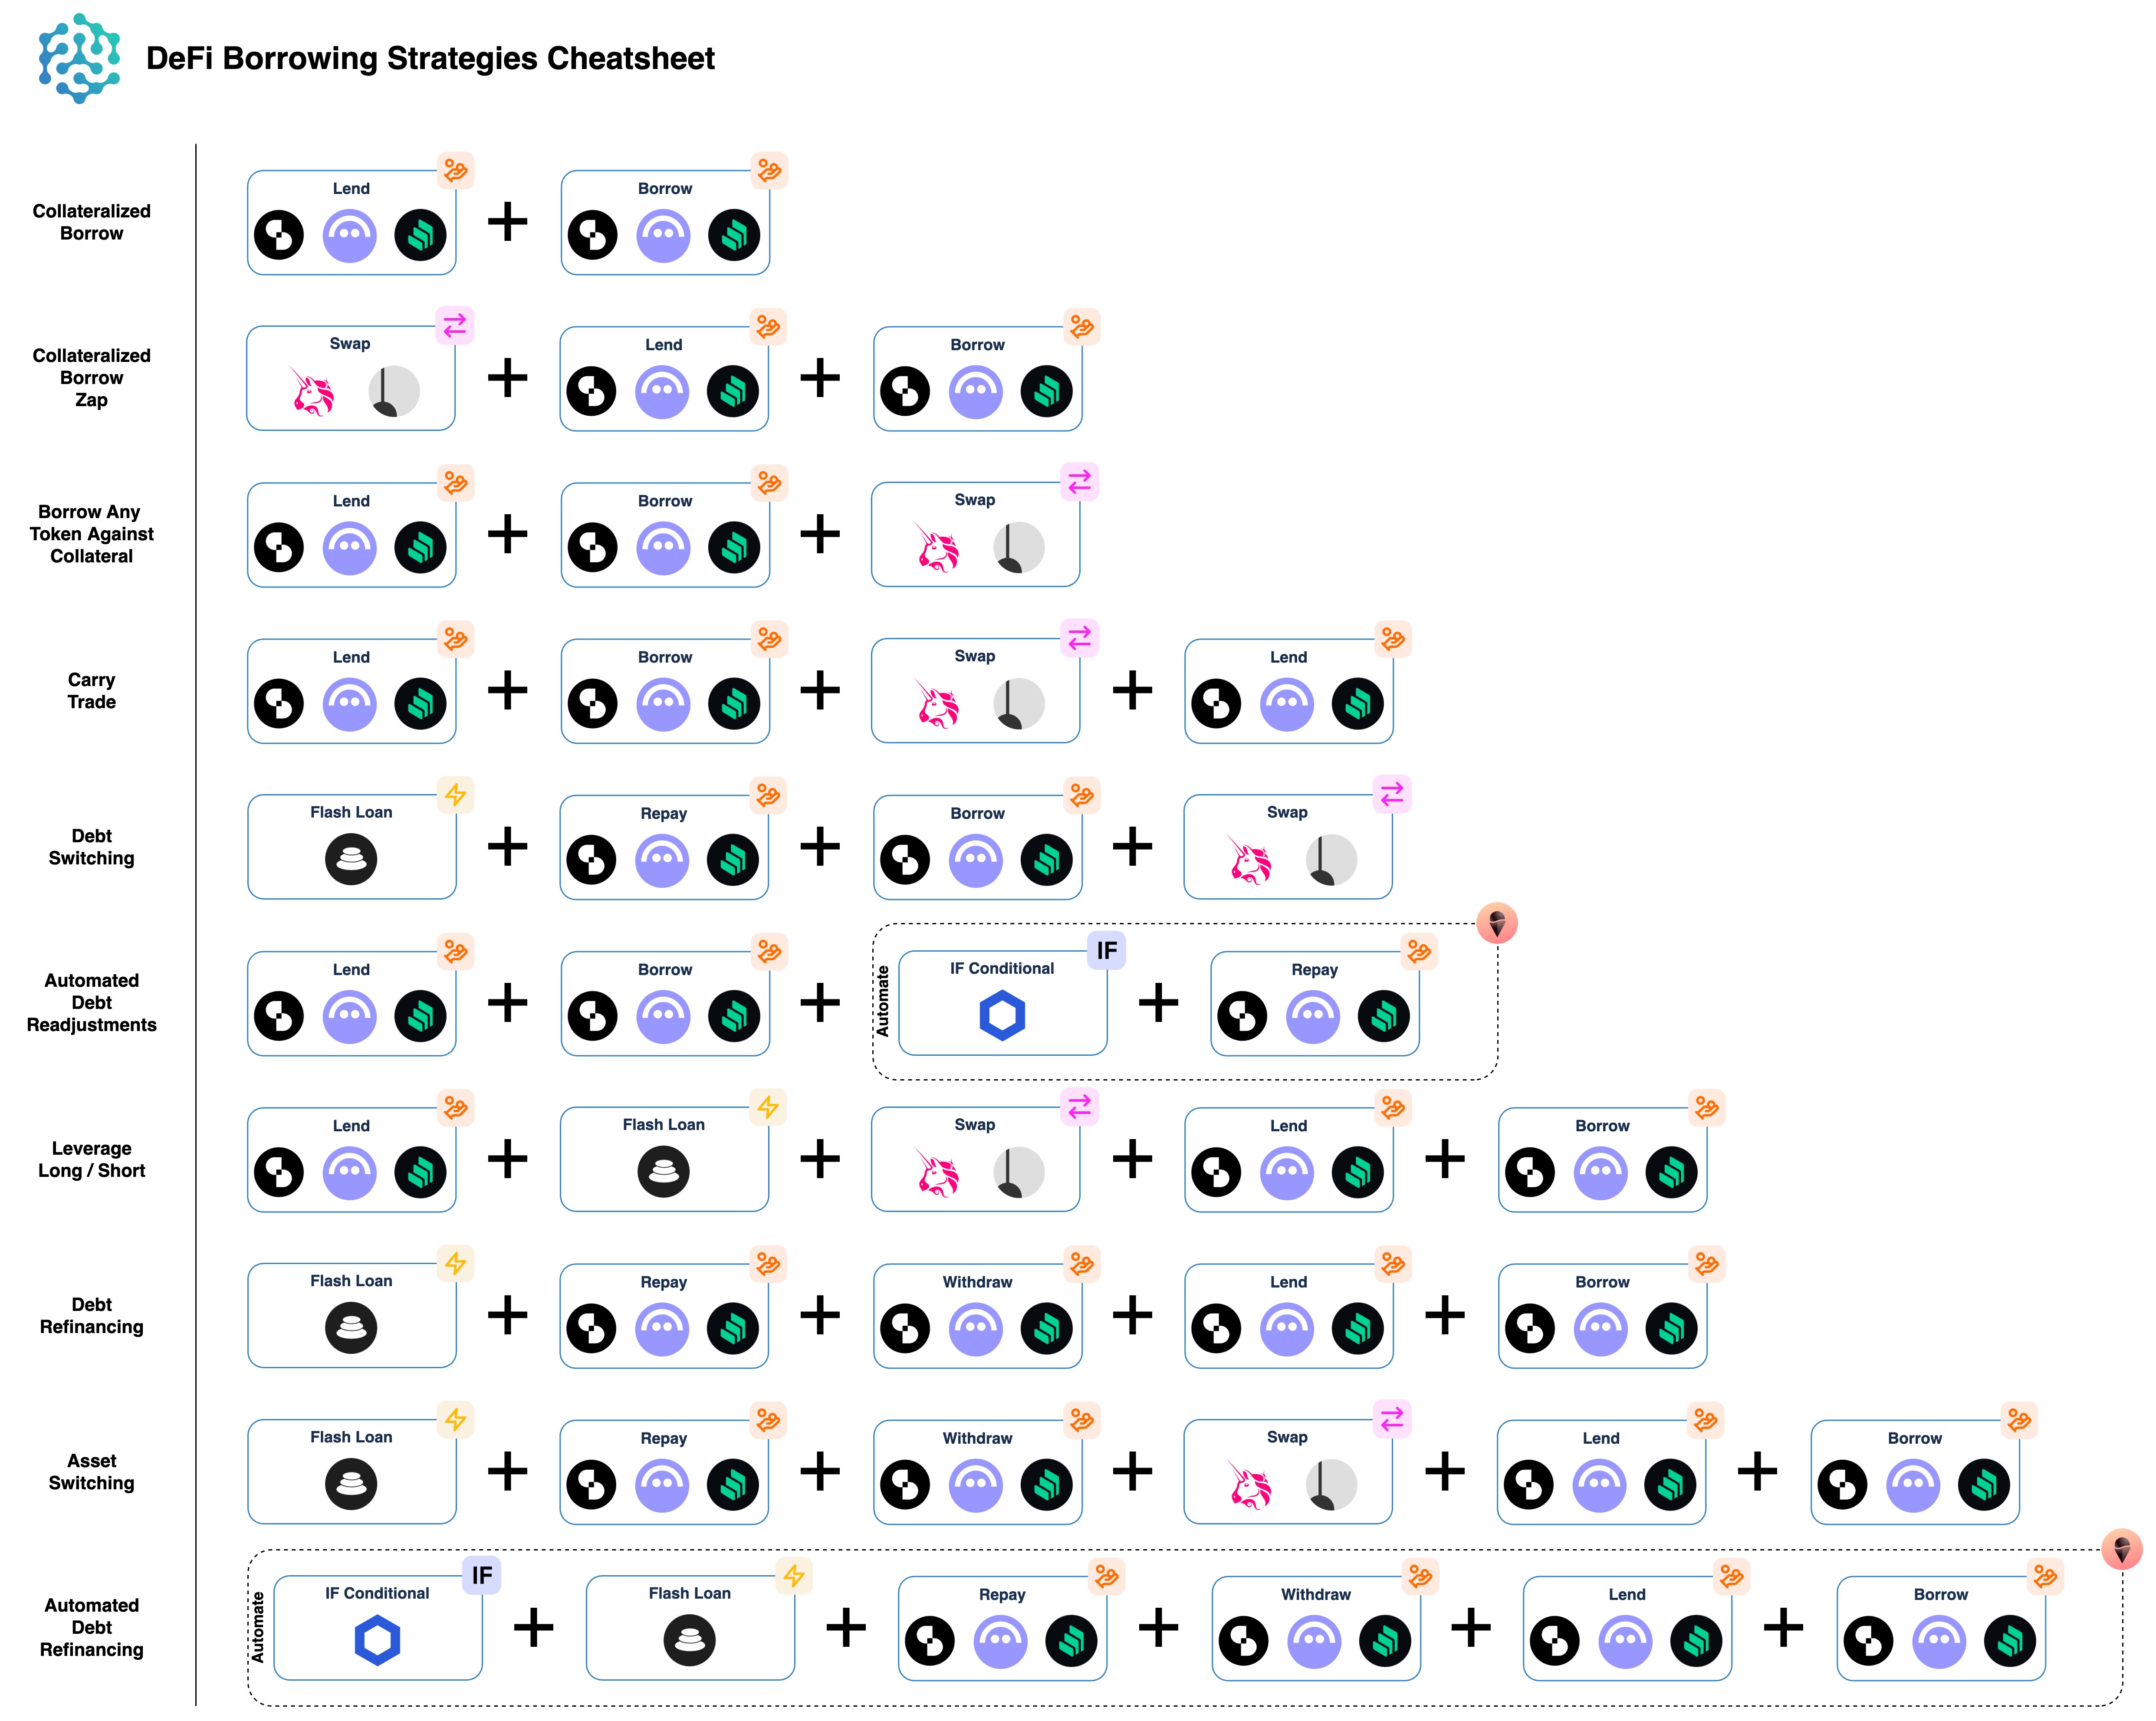 DeFi Borrowing Strategies Cheatsheet
Collateralized
Borrow
Lend
Borrow
Collateralized
Borrow
Zap
Swap
Lend
Borrow
Borrow Any
Token Against
Collateral
Lend
Borrow
Swap
Carry
Trade
Lend
Borrow
Swap
Lend
Debt
Switching
Flash Loan
Repay
Borrow
Swap
Automated
Debt
Readjustments
Lend
Borrow
Automate
IF Conditional
IF
Repay
Leverage
Long / Short
Lend
Flash Loan
Swap
Lend
Borrow
Debt
Refinancing
Flash Loan
Repay
Withdraw
Lend
Borrow
Asset
Switching
Flash Loan
Repay
Withdraw
Swap
Lend
Borrow
Automated
Debt
Refinancing
Automate
IF Conditional
IF
Flash Loan
Repay
Withdraw
Lend
Borrow